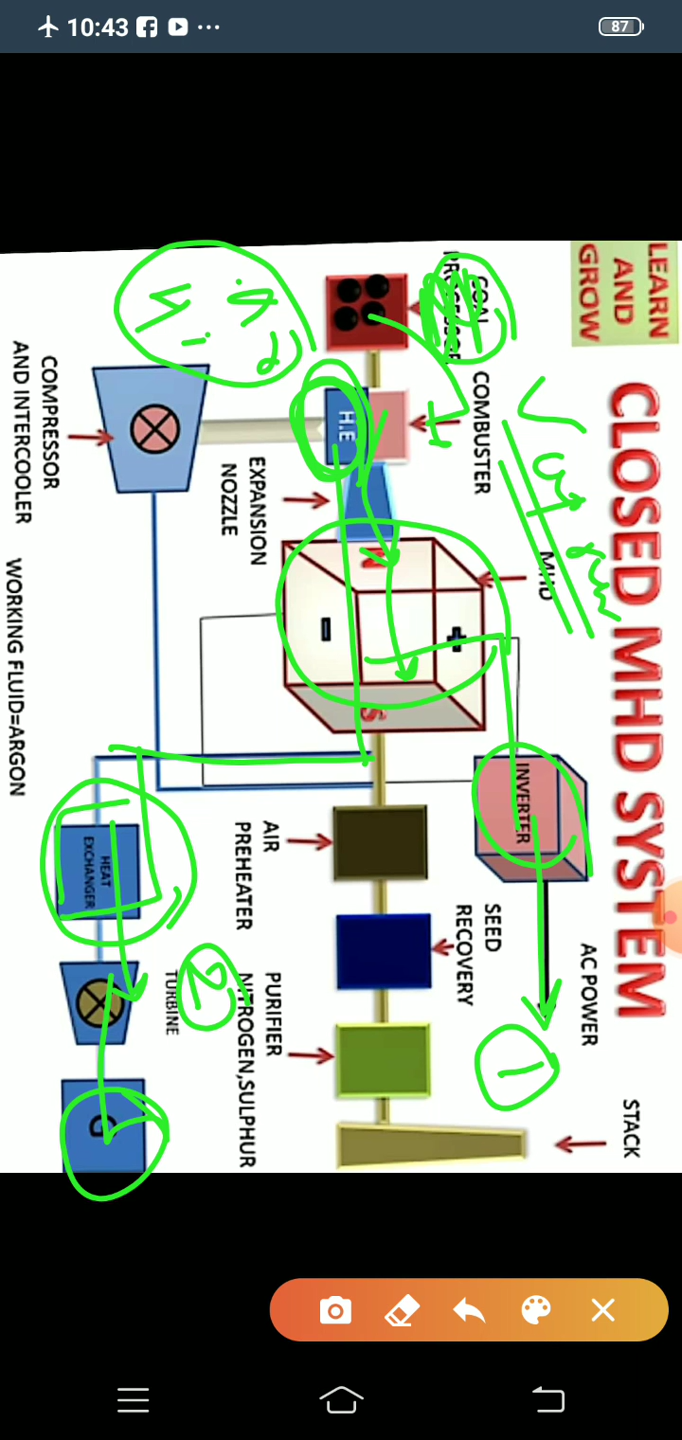 10:43
87
LEARN
AND
GROW
CLOSED MHD SYSTEM
COAL
COMBUSTER
MHD
INVERTER
AC POWER
STACK
H.E
N
S
+
-
EXPANSION
NOZZLE
COMPRESSOR
AND INTERCOOLER
AIR
PREHEATER
SEED
RECOVERY
PURIFIER
NITROGEN,SULPHUR
HEAT
EXCHANGER
TURBINE
G
WORKING FLUID=ARGON
1
2